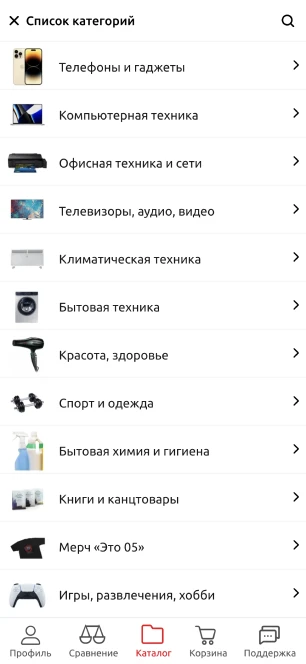 Список категорий
Телефоны и гаджеты
Компьютерная техника
Офисная техника и сети
Телевизоры, аудио, видео
Климатическая техника
Бытовая техника
Красота, здоровье
Спорт и одежда
Бытовая химия и гигиена
Книги и канцтовары
Мерч «Это 05»
Игры, развлечения, хобби
Профиль Сравнение Каталог Корзина Поддержка